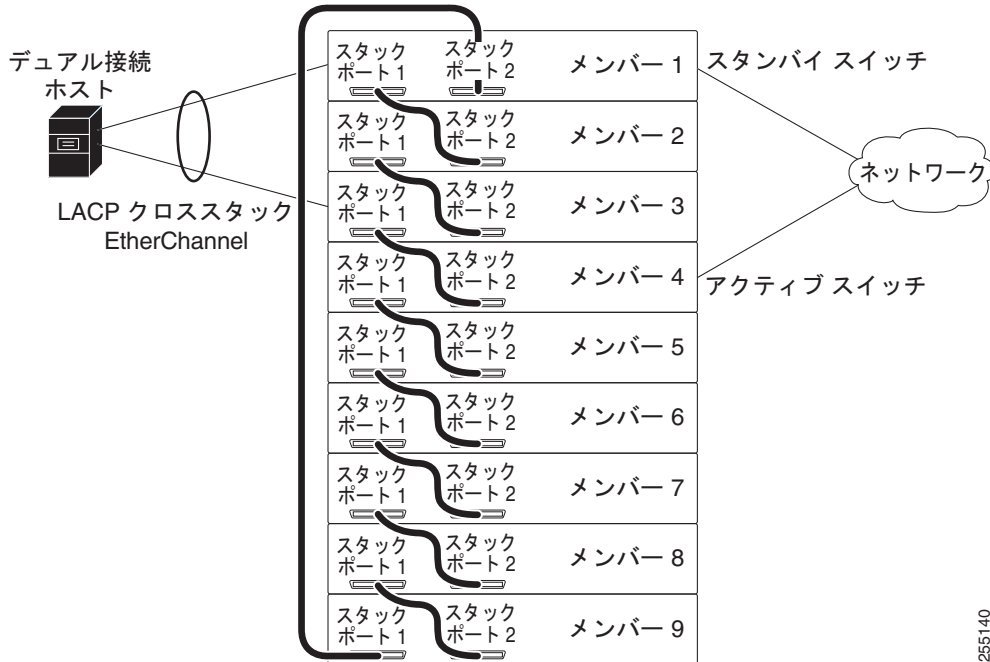 デュアル接続
ホスト
LACP クロススタック
EtherChannel
スタック
ポート 1
スタック
ポート 2
メンバー 1
スタンバイ スイッチ
スタック
ポート 1
スタック
ポート 2
メンバー 2
ネットワーク
スタック
ポート 1
スタック
ポート 2
メンバー 3
スタック
ポート 1
スタック
ポート 2
メンバー 4
アクティブ スイッチ
スタック
ポート 1
スタック
ポート 2
メンバー 5
スタック
ポート 1
スタック
ポート 2
メンバー 6
スタック
ポート 1
スタック
ポート 2
メンバー 7
スタック
ポート 1
スタック
ポート 2
メンバー 8
スタック
ポート 1
スタック
ポート 2
メンバー 9
255140